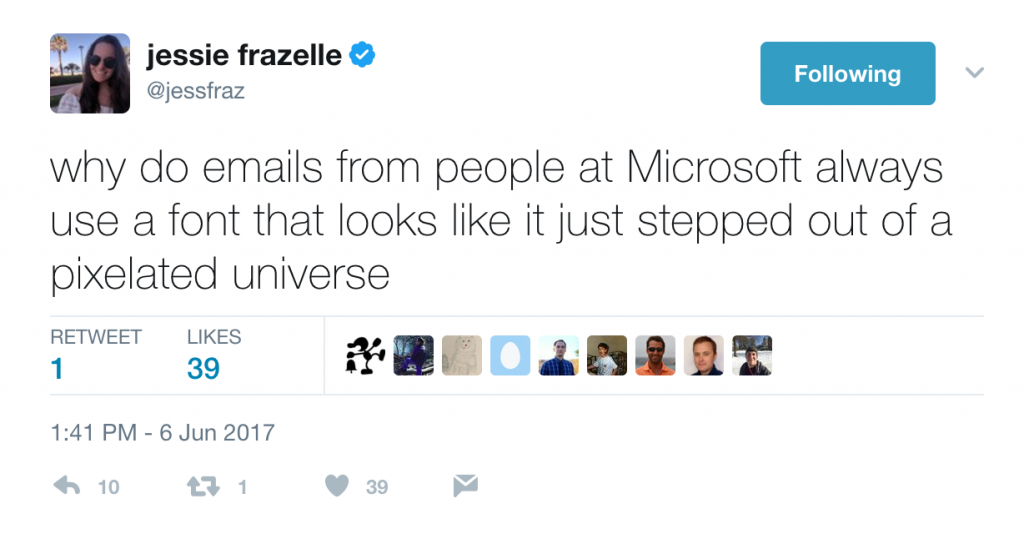 jessie frazelle
@jessfraz
Following
why do emails from people at Microsoft always
use a font that looks like it just stepped out of a
pixelated universe
RETWEET LIKES
1 39
1:41 PM - 6 Jun 2017
10 1 39